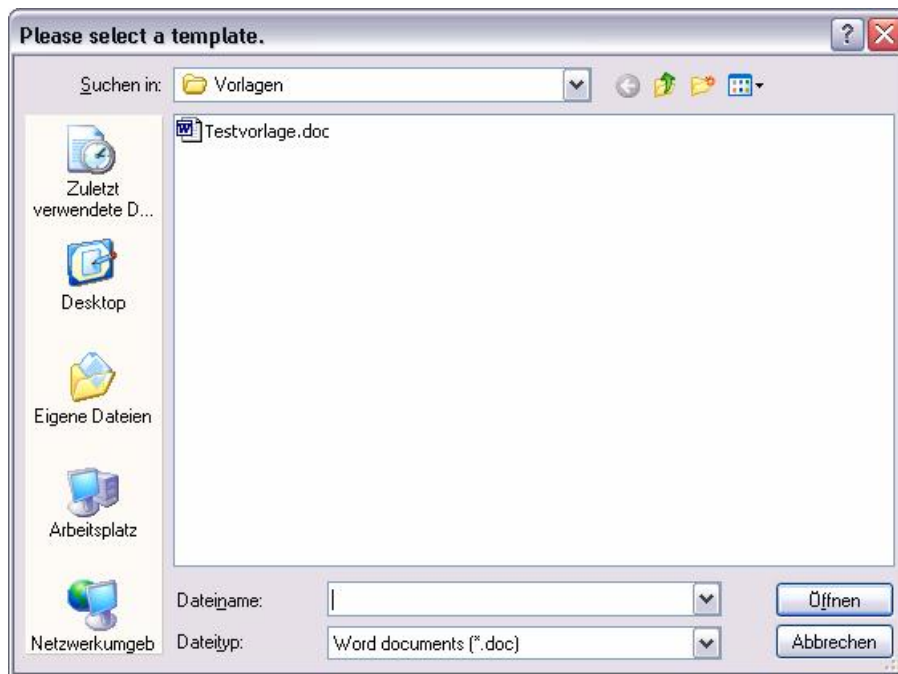 Please select a template.
Suchen in:
Vorlagen
Testvorlage.doc
Zuletzt
verwendete D...
Desktop
Eigene Dateien
Arbeitsplatz
Netzwerkumgeb
Dateiname:
Öffnen
Dateityp:
Word documents (*.doc)
Abbrechen